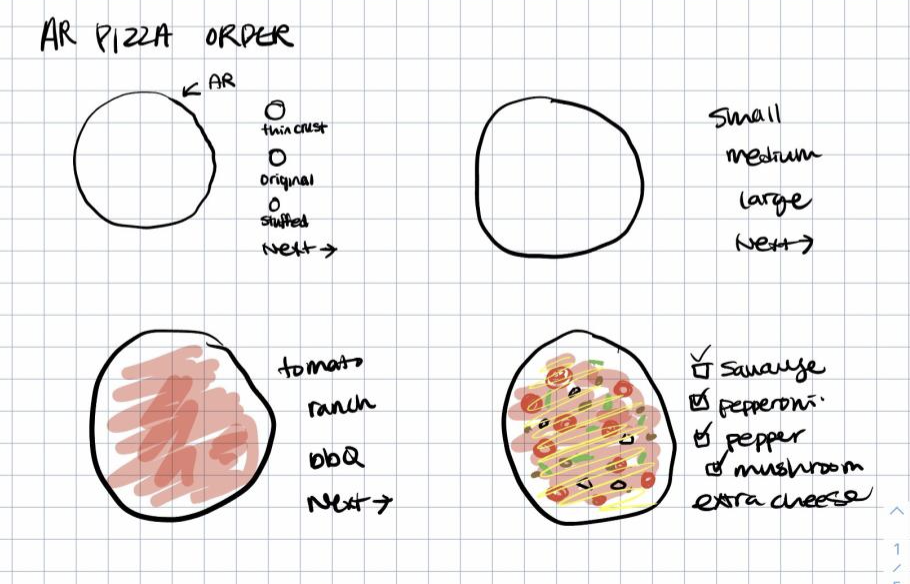 AR PIZZA ORDER
AR
thin crust
original
stuffed
Next →
small
medium
large
Next →
tomato
ranch
bbQ
Next →
sausauge
pepperoni.
pepper
mushroom
extra cheese
1
/